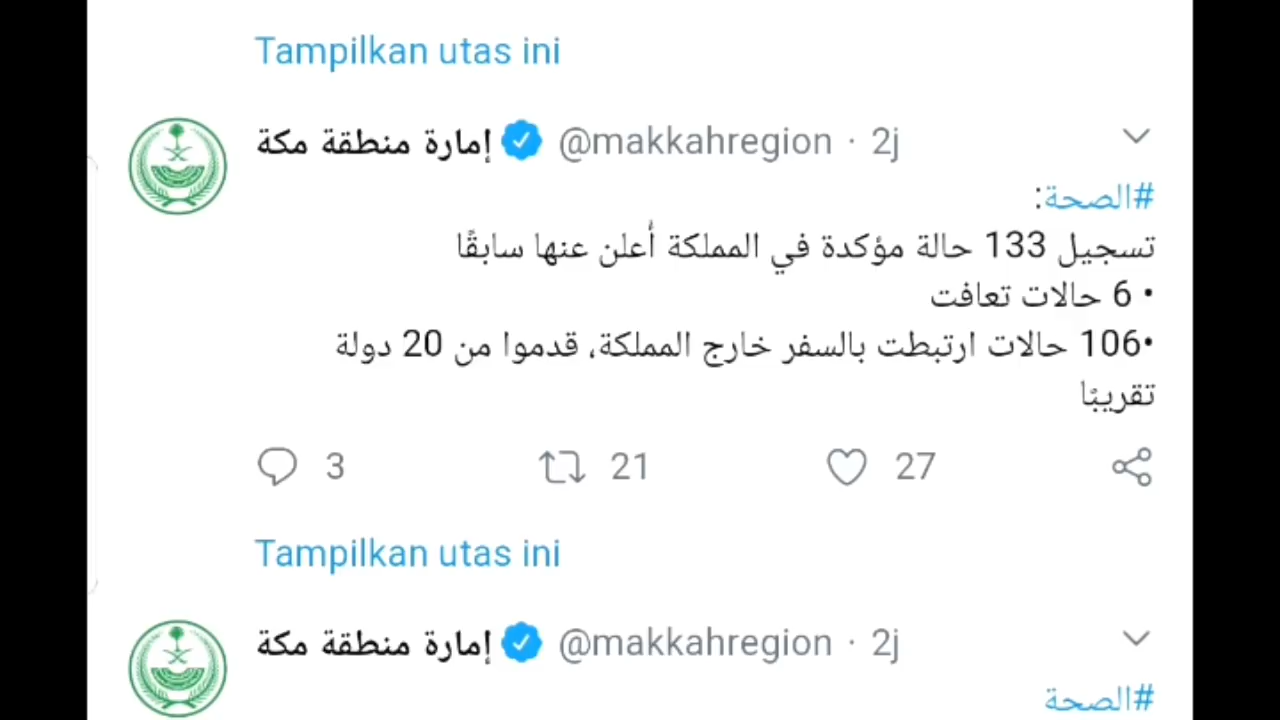 Tampilkan utas ini
إمارة منطقة مكة @makkahregion · 2j
#الصحة:
تسجيل 133 حالة مؤكدة في المملكة أعلن عنها سابقًا
• 6 حالات تعافت
•106 حالات ارتبطت بالسفر خارج المملكة، قدموا من 20 دولة
تقريبًا
3 21 27
Tampilkan utas ini
إمارة منطقة مكة @makkahregion · 2j
#الصحة